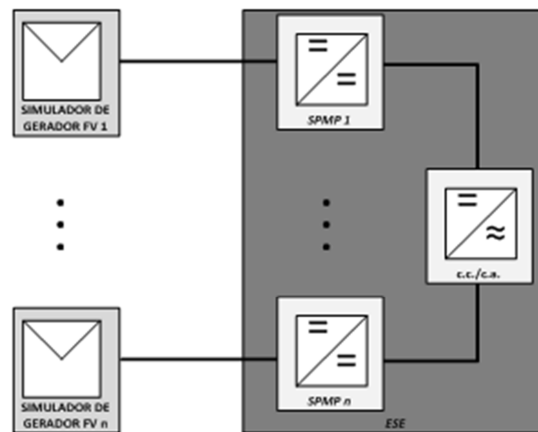 SIMULADOR DE
GERADOR FV 1
SPMP 1
c.c./c.a.
SIMULADOR DE
GERADOR FV n
SPMP n
ESE